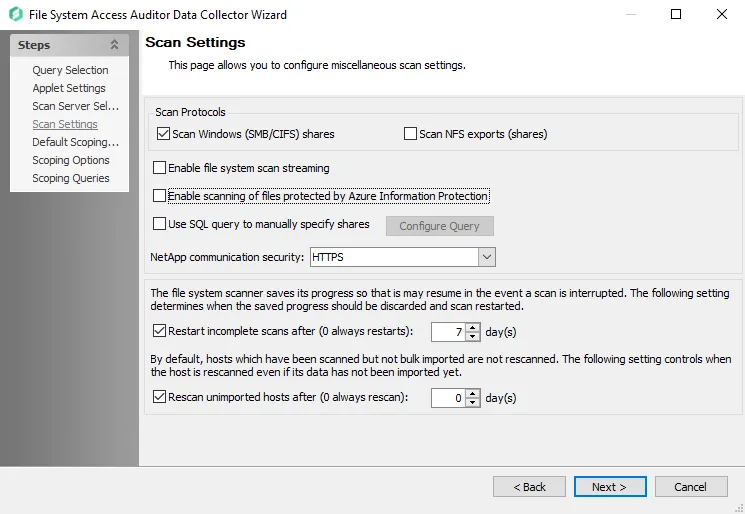 File System Access Auditor Data Collector Wizard
Steps
Query Selection
Applet Settings
Scan Server Sel...
Scan Settings
Default Scoping...
Scoping Options
Scoping Queries
Scan Settings
This page allows you to configure miscellaneous scan settings.
Scan Protocols
Scan Windows (SMB/CIFS) shares
Scan NFS exports (shares)
Enable file system scan streaming
Enable scanning of files protected by Azure Information Protection
Use SQL query to manually specify shares
Configure Query
NetApp communication security: HTTPS
The file system scanner saves its progress so that is may resume in the event a scan is interrupted. The following setting
determines when the saved progress should be discarded and scan restarted.
Restart incomplete scans after (0 always restarts): 7 day(s)
By default, hosts which have been scanned but not bulk imported are not rescanned. The following setting controls when
the host is rescanned even if its data has not been imported yet.
Rescan unimported hosts after (0 always rescan): 0 day(s)
< Back
Next >
Cancel